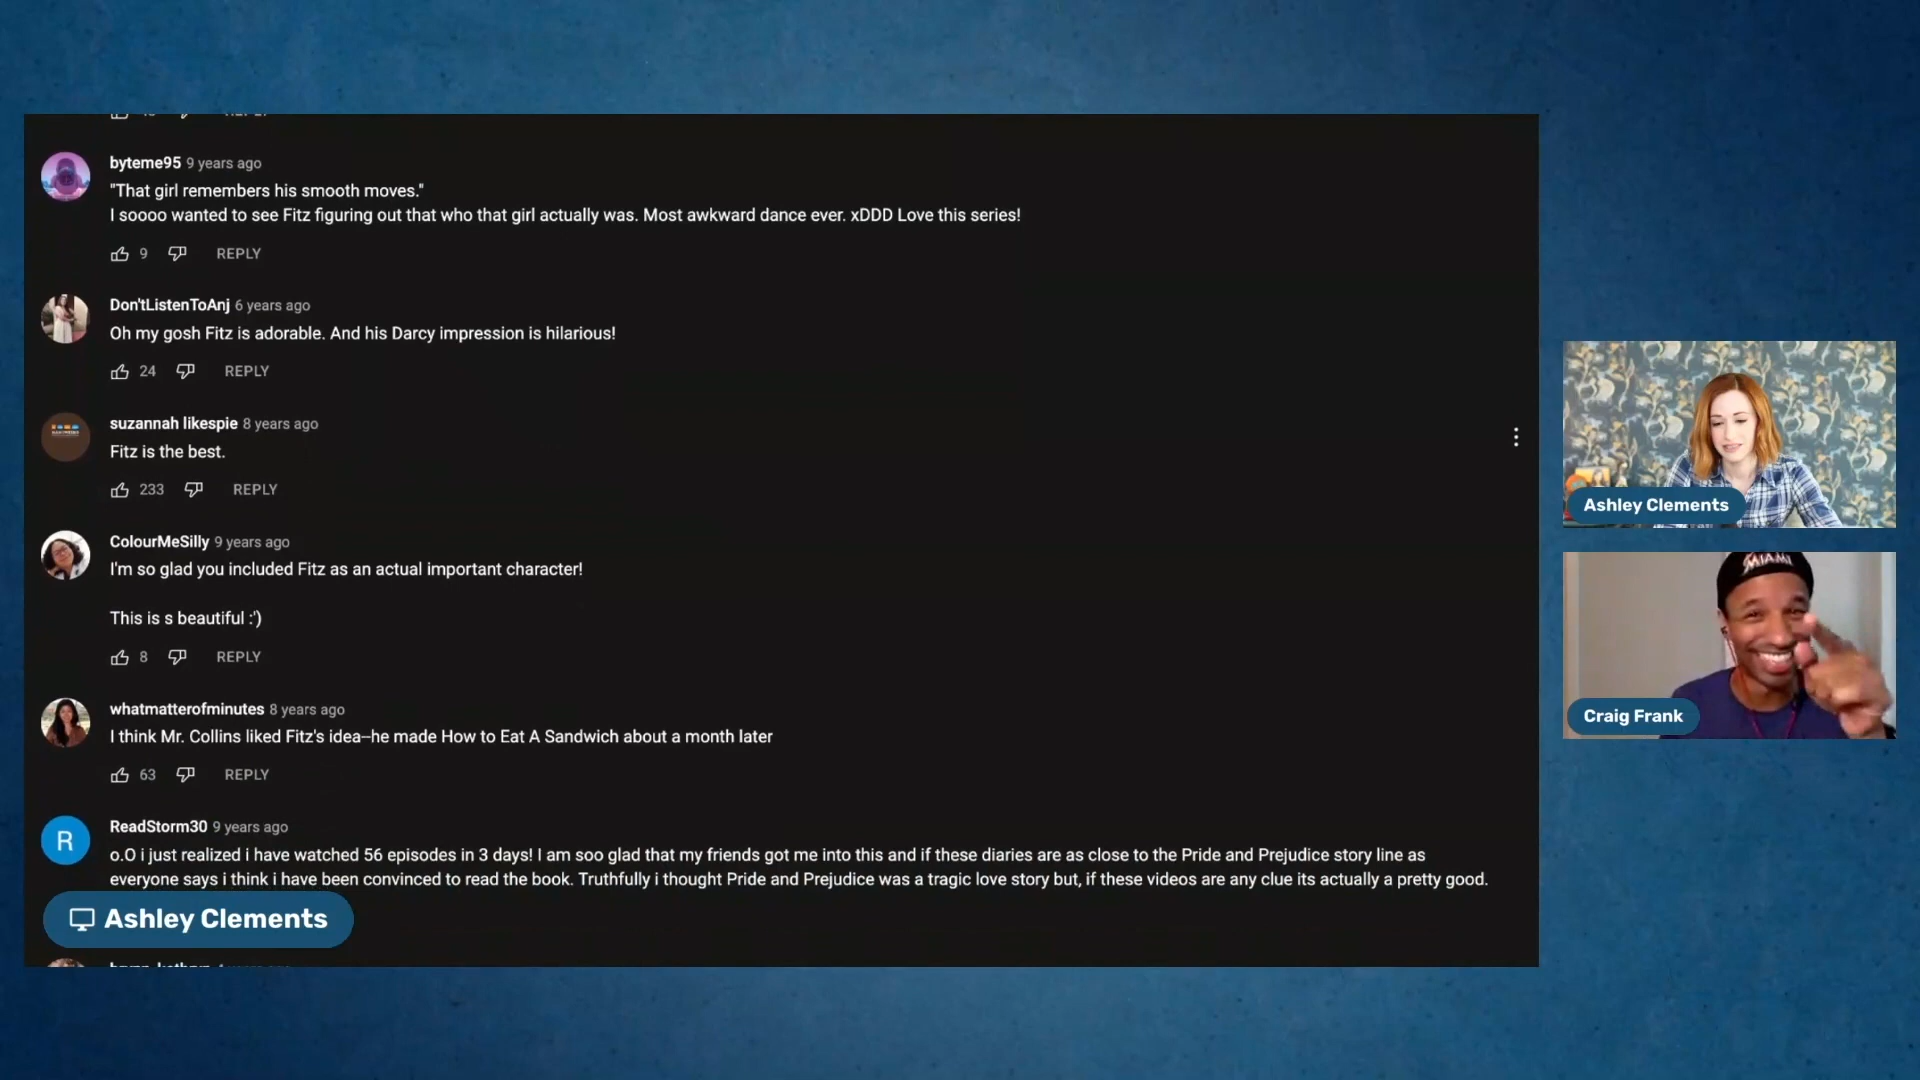 byteme95 9 years ago
"That girl remembers his smooth moves."
I soooo wanted to see Fitz figuring out that who that girl actually was. Most awkward dance ever. xDDD Love this series!
9 REPLY
Don'tListenToAnj 6 years ago
Oh my gosh Fitz is adorable. And his Darcy impression is hilarious!
24 REPLY
suzannah likespie 8 years ago
Fitz is the best.
233 REPLY
ColourMeSilly 9 years ago
I'm so glad you included Fitz as an actual important character!
This is s beautiful :')
8 REPLY
whatmatterofminutes 8 years ago
I think Mr. Collins liked Fitz's idea--he made How to Eat A Sandwich about a month later
63 REPLY
R
ReadStorm30 9 years ago
o.O i just realized i have watched 56 episodes in 3 days! I am soo glad that my friends got me into this and if these diaries are as close to the Pride and Prejudice story line as
everyone says i think i have been convinced to read the book. Truthfully i thought Pride and Prejudice was a tragic love story but, if these videos are any clue its actually a pretty good.
Ashley Clements
Ashley Clements
MIAMI
Craig Frank